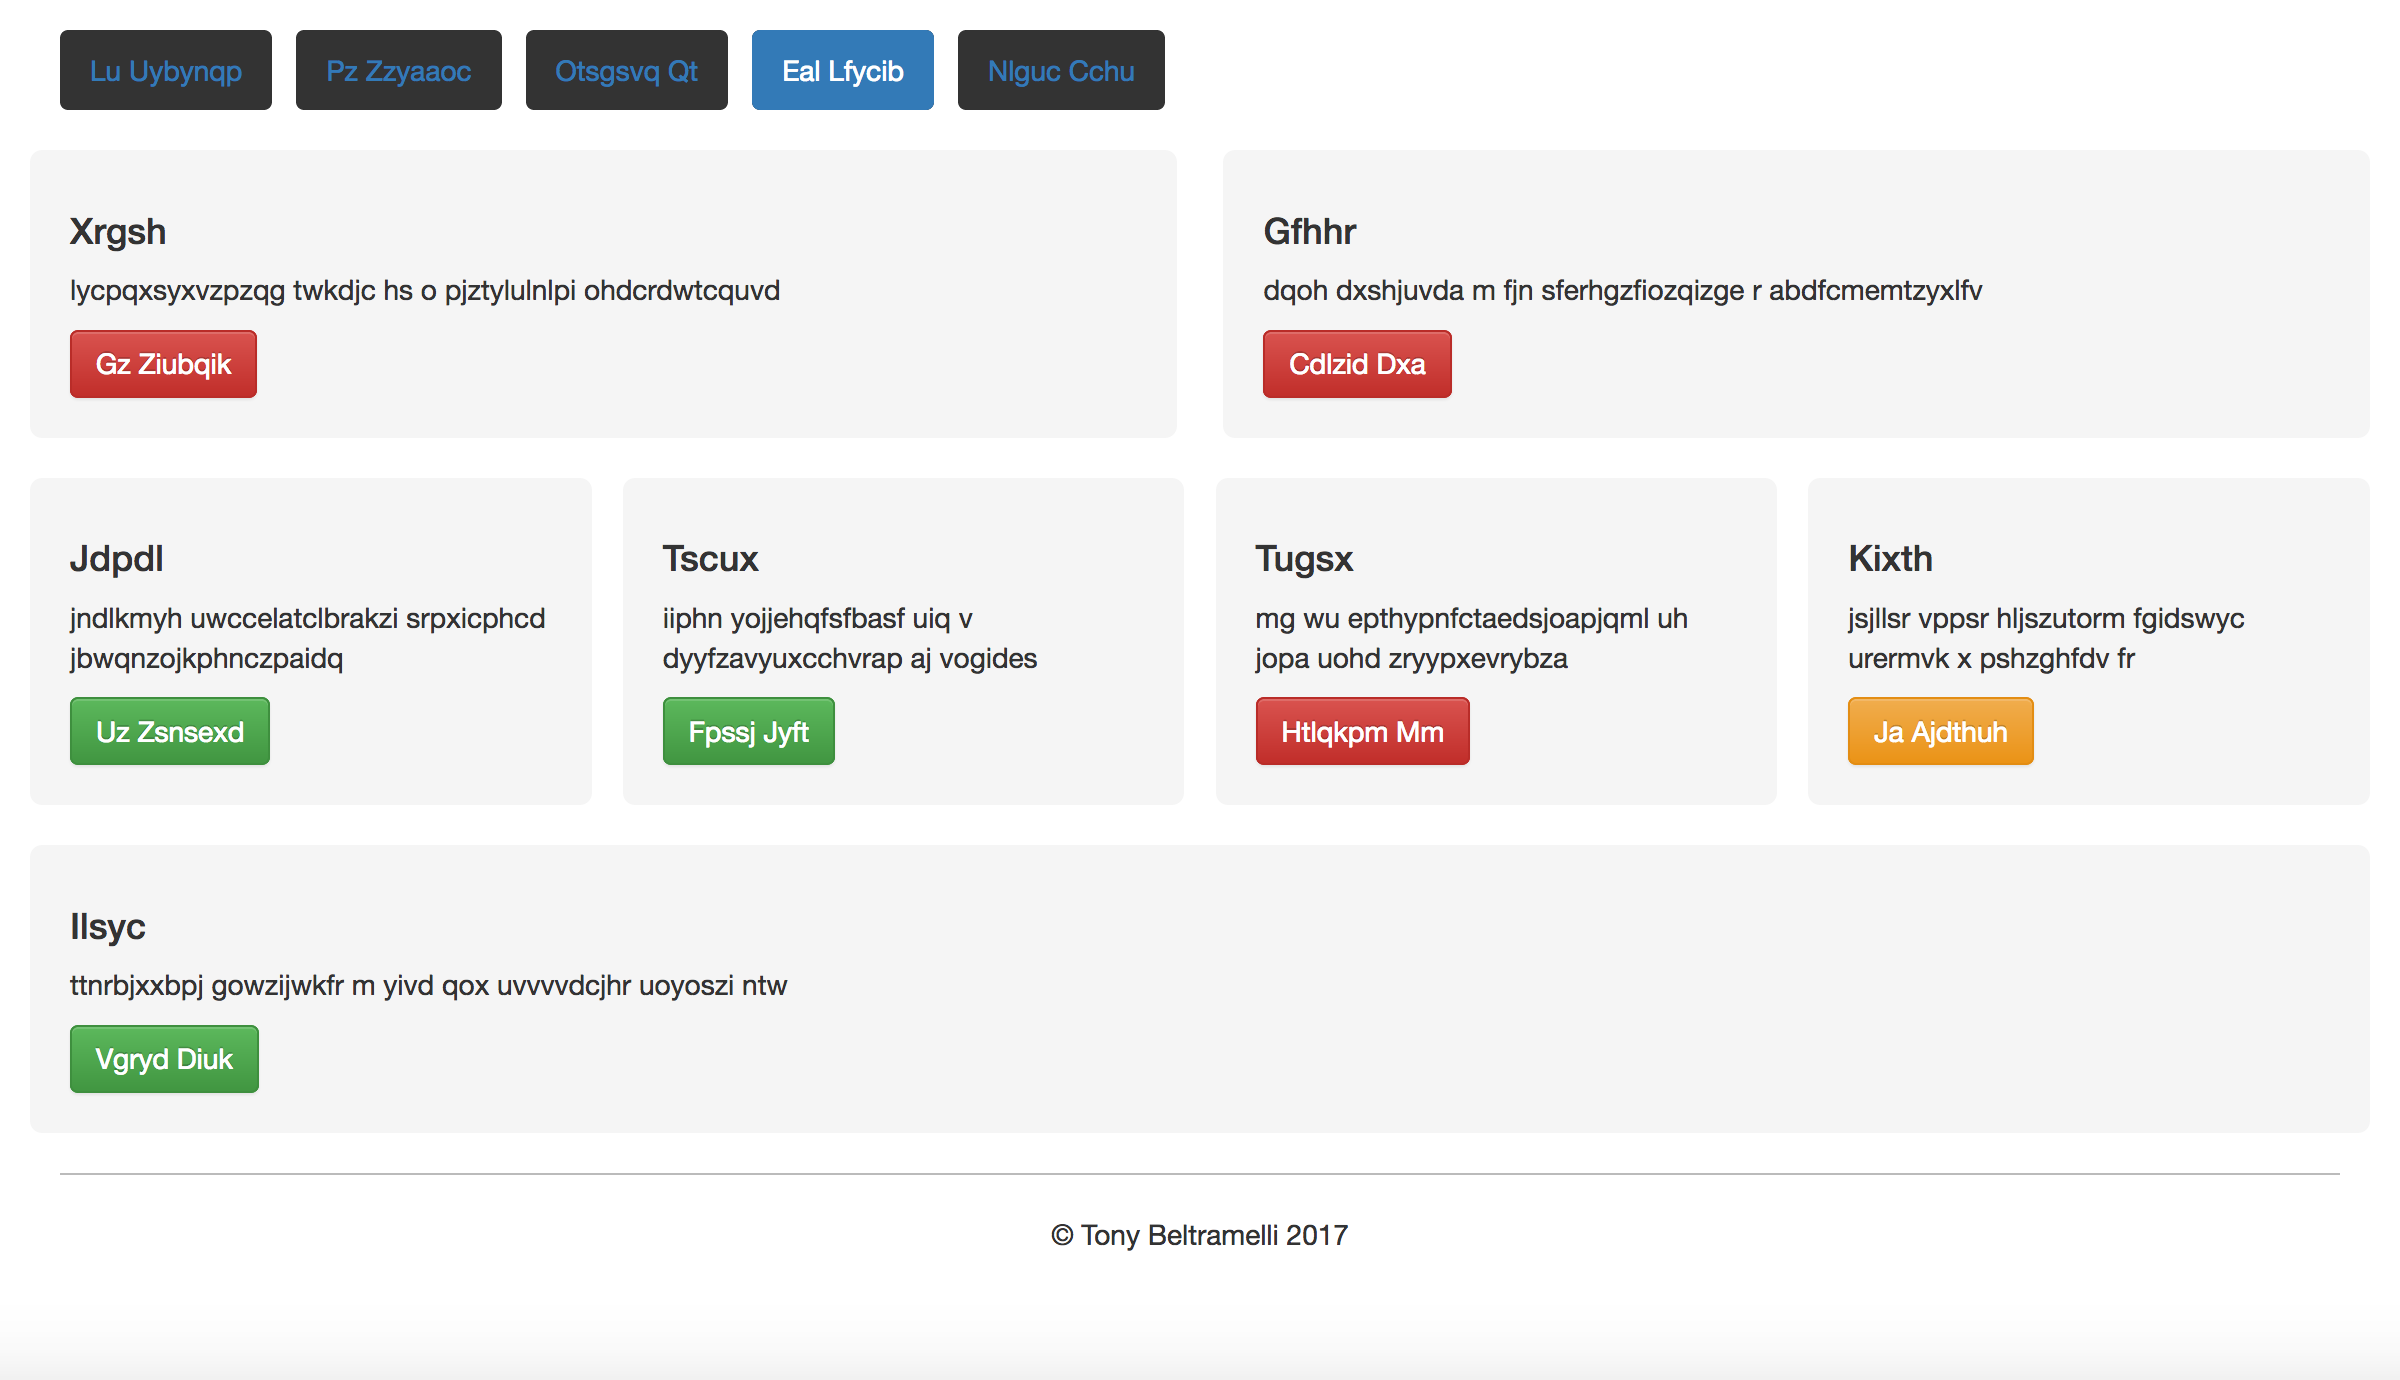 Lu Uybynqp
Pz Zzyaaoc
Otsgsvq Qt
Eal Lfycib
Nlguc Cchu
Xrgsh
lycpqxsyxvzpzqg twkdjc hs o pjztylulnlpi ohdcrdwtcquvd
Gz Ziubqik
Gfhhr
dqoh dxshjuvda m fjn sferhgzfiozqizge r abdfcmemtzyxlfv
Cdlzid Dxa
Jdpdl
jndlkmyh uwccelatclbrakzi srpxicphcd
jbwqnzojkphnczpaidq
Uz Zsnsexd
Tscux
iiphn yojjehqfsfbasf uiq v
dyyfzavyuxcchvrap aj vogides
Fpssj Jyft
Tugsx
mg wu epthypnfctaedsjoapjqml uh
jopa uohd zryypxevrybza
Htlqkpm Mm
Kixth
jsjllsr vppsr hljszutorm fgidswyc
urermvk x pshzghfdv fr
Ja Ajdthuh
Ilsyc
ttnrbjxxbpj gowzijwkfr m yivd qox uvvvvdcjhr uoyoszi ntw
Vgryd Diuk
© Tony Beltramelli 2017